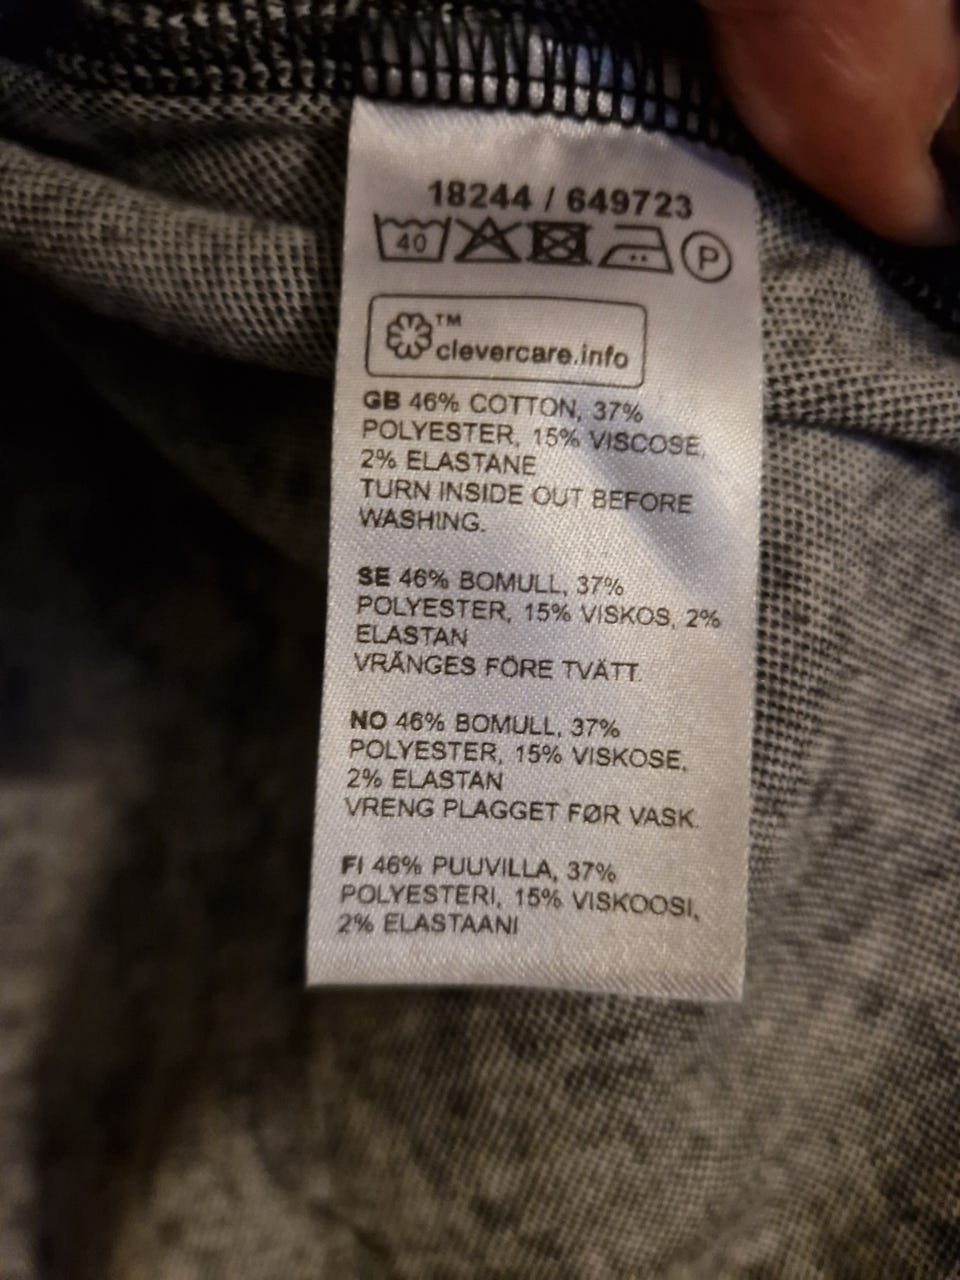 18244 / 649723
40 P
TM
clevercare.info
GB 46% COTTON, 37%
POLYESTER, 15% VISCOSE,
2% ELASTANE
TURN INSIDE OUT BEFORE
WASHING.
SE 46% BOMULL, 37%
POLYESTER, 15% VISKOS, 2%
ELASTAN
VRÄNGES FÖRE TVÄTT.
NO 46% BOMULL, 37%
POLYESTER, 15% VISKOSE,
2% ELASTAN
VRENG PLAGGET FØR VASK.
FI 46% PUUVILLA, 37%
POLYESTERI, 15% VISKOOSI,
2% ELASTAANI